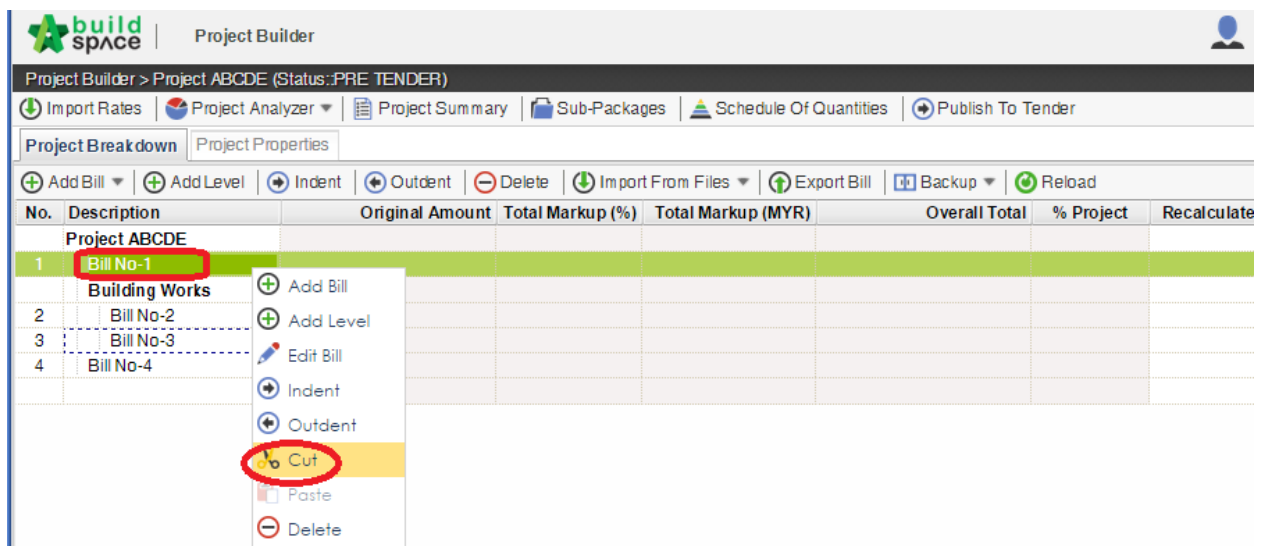 build
space
Project Builder
Project Builder > Project ABCDE (Status::PRE TENDER)
Import Rates Project Analyzer Project Summary Sub-Packages Schedule Of Quantities Publish To Tender
Project Breakdown Project Properties
Add Bill Add Level Indent Outdent Delete Import From Files Export Bill Backup Reload
No. Description Original Amount Total Markup (%) Total Markup (MYR) Overall Total % Project Recalculate
Project ABCDE
1 Bill No-1
Building Works
2 Bill No-2
3 Bill No-3
4 Bill No-4
Add Bill
Add Level
Edit Bill
Indent
Outdent
Cut
Paste
Delete